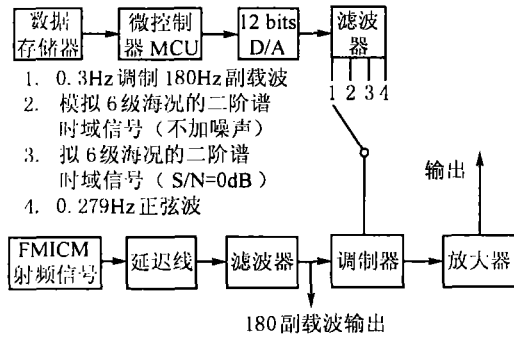 数据
存储器
微控制
器 MCU
12 bits
D/A
滤波
器
1 2 3 4
1. 0.3Hz调制180Hz副载波
2. 模拟6级海况的二阶谱
时域信号（不加噪声）
3. 拟6级海况的二阶谱
时域信号（S/N=0dB）
4. 0.279Hz正弦波
输出
FMICM
射频信号
延迟线
滤波器
调制器
放大器
180副载波输出